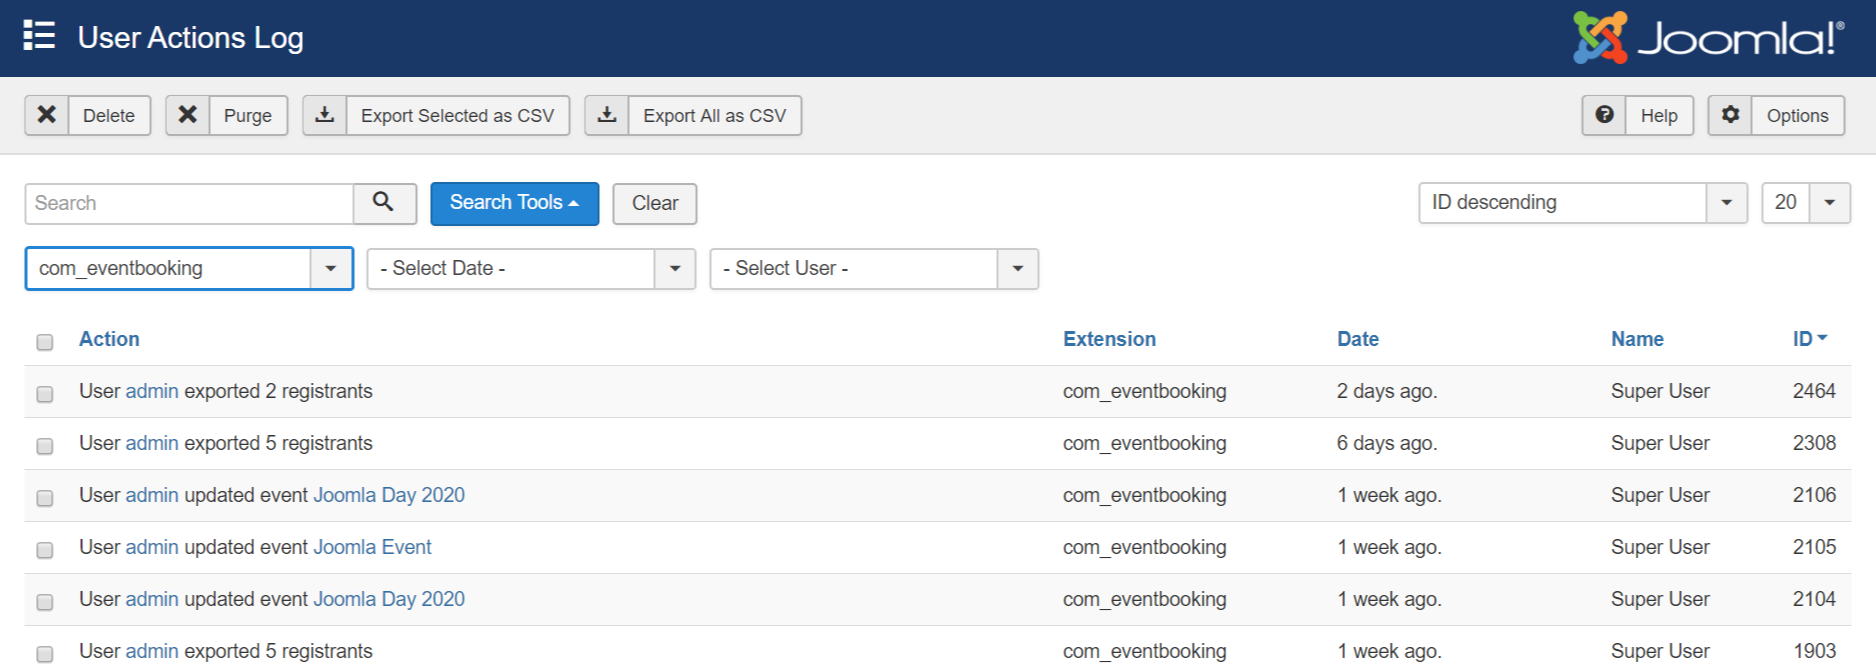 User Actions Log Joomla!®
Delete Purge Export Selected as CSV Export All as CSV Help Options
Search Search Tools Clear ID descending 20
com_eventbooking - Select Date - - Select User -
Action Extension Date Name ID
User admin exported 2 registrants com_eventbooking 2 days ago. Super User 2464
User admin exported 5 registrants com_eventbooking 6 days ago. Super User 2308
User admin updated event Joomla Day 2020 com_eventbooking 1 week ago. Super User 2106
User admin updated event Joomla Event com_eventbooking 1 week ago. Super User 2105
User admin updated event Joomla Day 2020 com_eventbooking 1 week ago. Super User 2104
User admin exported 5 registrants com_eventbooking 1 week ago. Super User 1903